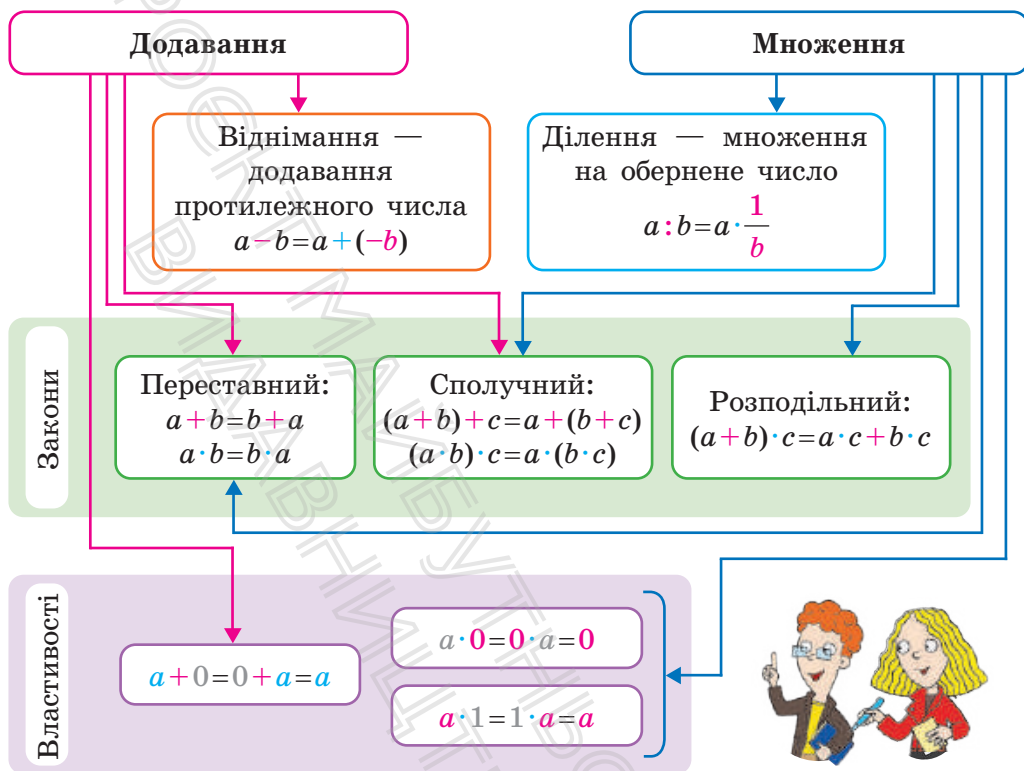 Додавання
Множення
Віднімання —
додавання
протилежного числа
a−b=a+(−b)
Ділення — множення
на обернене число
a:b=a·1/b
Закони
Переставний:
a+b=b+a
a·b=b·a
Сполучний:
(a+b)+c=a+(b+c)
(a·b)·c=a·(b·c)
Розподільний:
(a+b)·c=a·c+b·c
Властивості
a+0=0+a=a
a·0=0·a=0
a·1=1·a=a